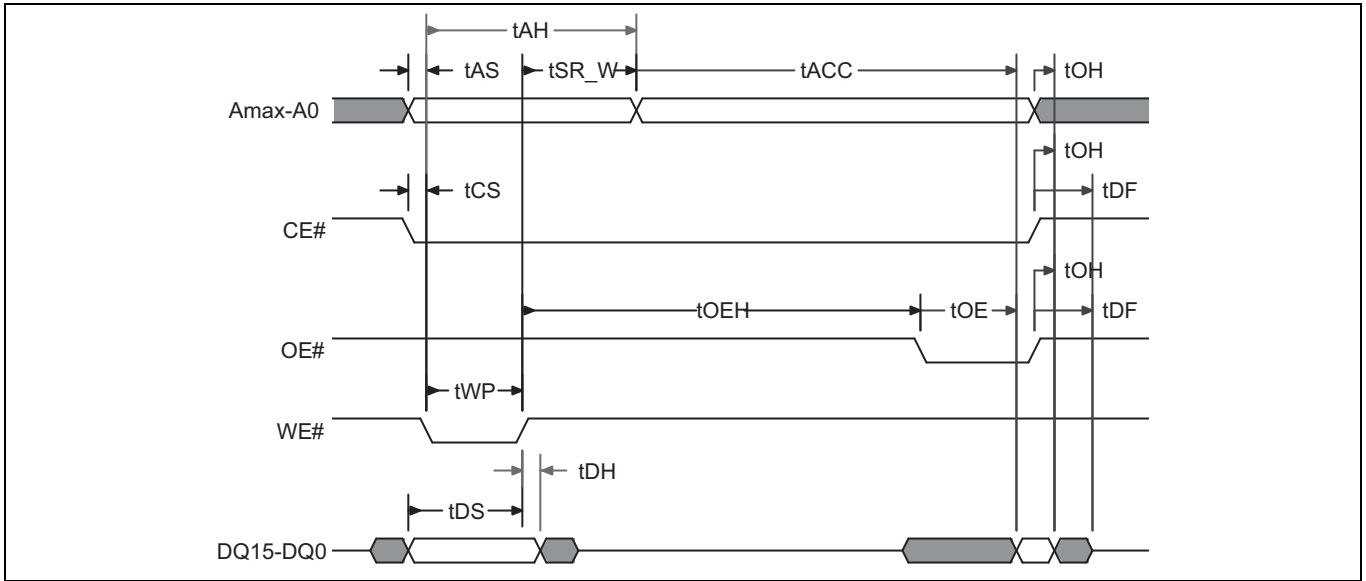 tAH
tAS tSR_W tACC tOH
Amax-A0
tOH
tCS tDF
CE#
tOH
tOEH tOE tDF
OE#
tWP
WE#
tDH
tDS
DQ15-DQ0